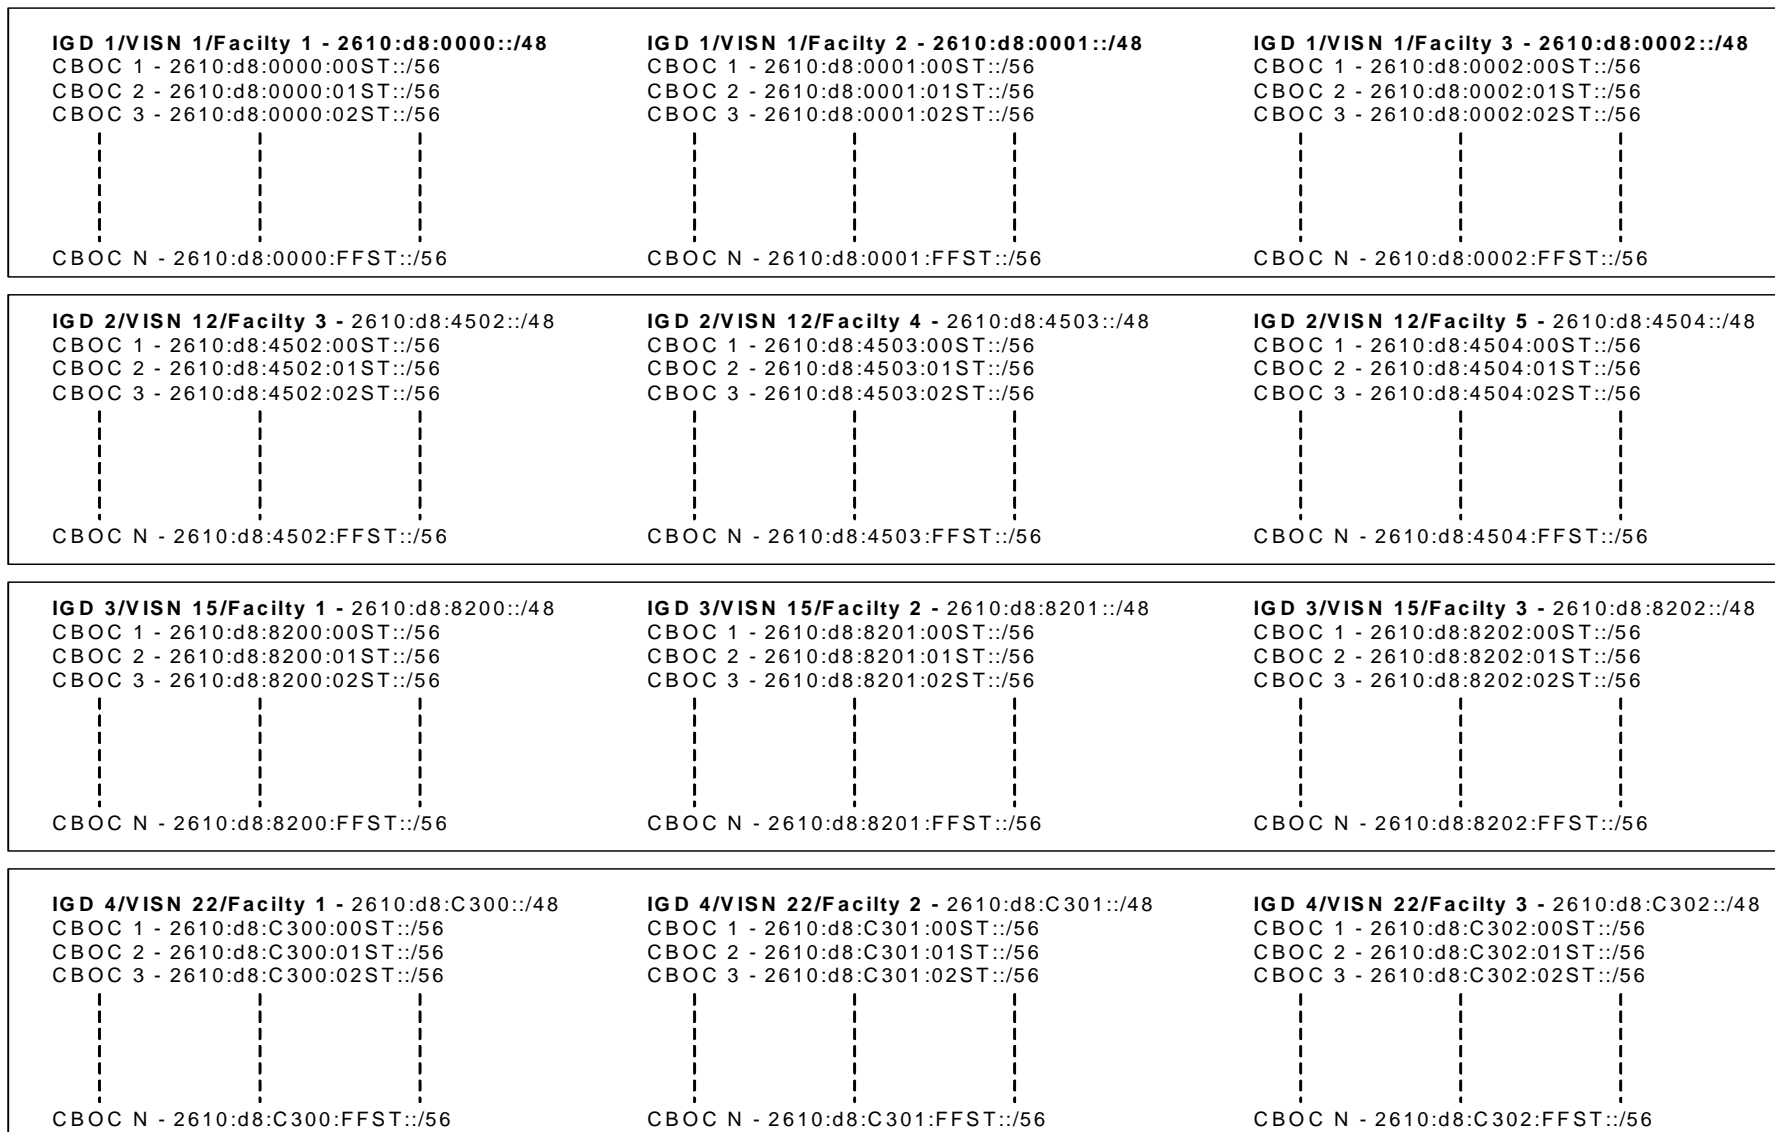 IGD 1/VISN 1/Facilty 1 - 2610:d8:0000::/48
CBOC 1 - 2610:d8:0000:00ST::/56
CBOC 2 - 2610:d8:0000:01ST::/56
CBOC 3 - 2610:d8:0000:02ST::/56
CBOC N - 2610:d8:0000:FFST::/56
IGD 1/VISN 1/Facilty 2 - 2610:d8:0001::/48
CBOC 1 - 2610:d8:0001:00ST::/56
CBOC 2 - 2610:d8:0001:01ST::/56
CBOC 3 - 2610:d8:0001:02ST::/56
CBOC N - 2610:d8:0001:FFST::/56
IGD 1/VISN 1/Facilty 3 - 2610:d8:0002::/48
CBOC 1 - 2610:d8:0002:00ST::/56
CBOC 2 - 2610:d8:0002:01ST::/56
CBOC 3 - 2610:d8:0002:02ST::/56
CBOC N - 2610:d8:0002:FFST::/56
IGD 2/VISN 12/Facilty 3 - 2610:d8:4502::/48
CBOC 1 - 2610:d8:4502:00ST::/56
CBOC 2 - 2610:d8:4502:01ST::/56
CBOC 3 - 2610:d8:4502:02ST::/56
CBOC N - 2610:d8:4502:FFST::/56
IGD 2/VISN 12/Facilty 4 - 2610:d8:4503::/48
CBOC 1 - 2610:d8:4503:00ST::/56
CBOC 2 - 2610:d8:4503:01ST::/56
CBOC 3 - 2610:d8:4503:02ST::/56
CBOC N - 2610:d8:4503:FFST::/56
IGD 2/VISN 12/Facilty 5 - 2610:d8:4504::/48
CBOC 1 - 2610:d8:4504:00ST::/56
CBOC 2 - 2610:d8:4504:01ST::/56
CBOC 3 - 2610:d8:4504:02ST::/56
CBOC N - 2610:d8:4504:FFST::/56
IGD 3/VISN 15/Facilty 1 - 2610:d8:8200::/48
CBOC 1 - 2610:d8:8200:00ST::/56
CBOC 2 - 2610:d8:8200:01ST::/56
CBOC 3 - 2610:d8:8200:02ST::/56
CBOC N - 2610:d8:8200:FFST::/56
IGD 3/VISN 15/Facilty 2 - 2610:d8:8201::/48
CBOC 1 - 2610:d8:8201:00ST::/56
CBOC 2 - 2610:d8:8201:01ST::/56
CBOC 3 - 2610:d8:8201:02ST::/56
CBOC N - 2610:d8:8201:FFST::/56
IGD 3/VISN 15/Facilty 3 - 2610:d8:8202::/48
CBOC 1 - 2610:d8:8202:00ST::/56
CBOC 2 - 2610:d8:8202:01ST::/56
CBOC 3 - 2610:d8:8202:02ST::/56
CBOC N - 2610:d8:8202:FFST::/56
IGD 4/VISN 22/Facilty 1 - 2610:d8:C300::/48
CBOC 1 - 2610:d8:C300:00ST::/56
CBOC 2 - 2610:d8:C300:01ST::/56
CBOC 3 - 2610:d8:C300:02ST::/56
CBOC N - 2610:d8:C300:FFST::/56
IGD 4/VISN 22/Facilty 2 - 2610:d8:C301::/48
CBOC 1 - 2610:d8:C301:00ST::/56
CBOC 2 - 2610:d8:C301:01ST::/56
CBOC 3 - 2610:d8:C301:02ST::/56
CBOC N - 2610:d8:C301:FFST::/56
IGD 4/VISN 22/Facilty 3 - 2610:d8:C302::/48
CBOC 1 - 2610:d8:C302:00ST::/56
CBOC 2 - 2610:d8:C302:01ST::/56
CBOC 3 - 2610:d8:C302:02ST::/56
CBOC N - 2610:d8:C302:FFST::/56